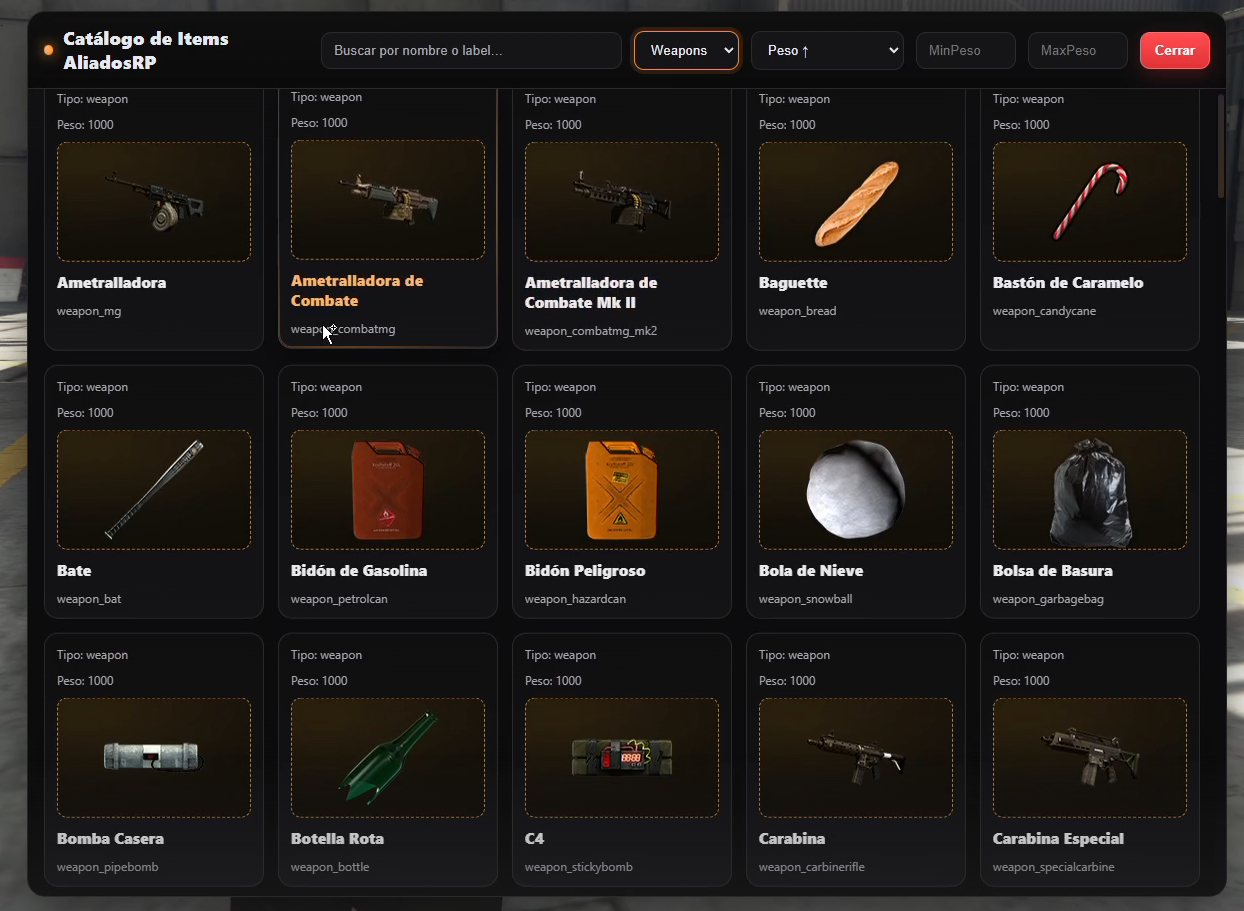 Catálogo de Items
AliadosRP
Buscar por nombre o label...
Weapons
Peso ↑
MinPeso
MaxPeso
Cerrar
Tipo: weapon
Peso: 1000
Ametralladora
weapon_mg
Tipo: weapon
Peso: 1000
Ametralladora de
Combate
weapon_combatmg
Tipo: weapon
Peso: 1000
Ametralladora de
Combate Mk II
weapon_combatmg_mk2
Tipo: weapon
Peso: 1000
Baguette
weapon_bread
Tipo: weapon
Peso: 1000
Bastón de Caramelo
weapon_candycane
Tipo: weapon
Peso: 1000
Bate
weapon_bat
Tipo: weapon
Peso: 1000
Bidón de Gasolina
weapon_petrolcan
Tipo: weapon
Peso: 1000
Bidón Peligroso
weapon_hazardcan
Tipo: weapon
Peso: 1000
Bola de Nieve
weapon_snowball
Tipo: weapon
Peso: 1000
Bolsa de Basura
weapon_garbagebag
Tipo: weapon
Peso: 1000
Bomba Casera
weapon_pipebomb
Tipo: weapon
Peso: 1000
Botella Rota
weapon_bottle
Tipo: weapon
Peso: 1000
C4
weapon_stickybomb
Tipo: weapon
Peso: 1000
Carabina
weapon_carbinerifle
Tipo: weapon
Peso: 1000
Carabina Especial
weapon_specialcarbine